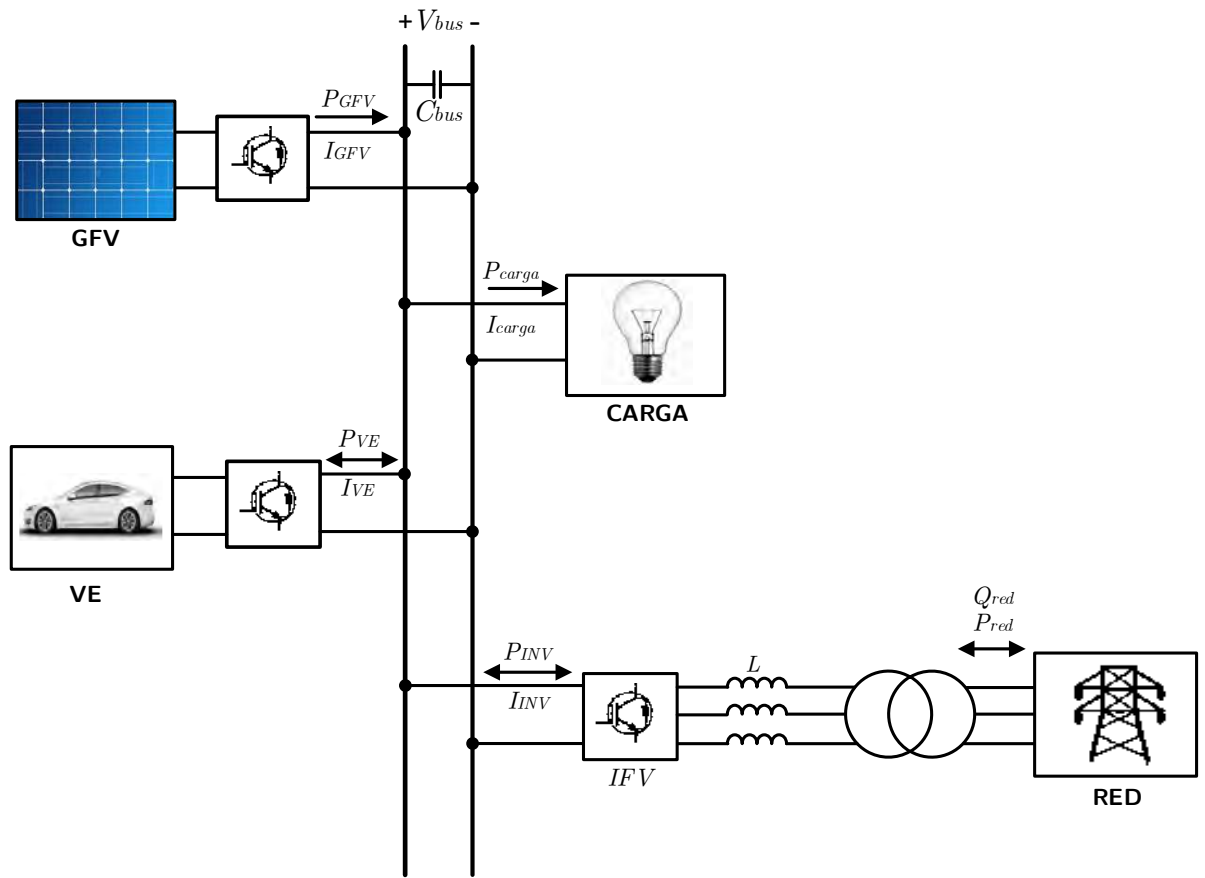 + Vbus -
Cbus
PGFV
IGFV
GFV
Pcarga
Icarga
CARGA
PVE
IVE
VE
Qred
Pred
PINV
IINV
L
IFV
RED